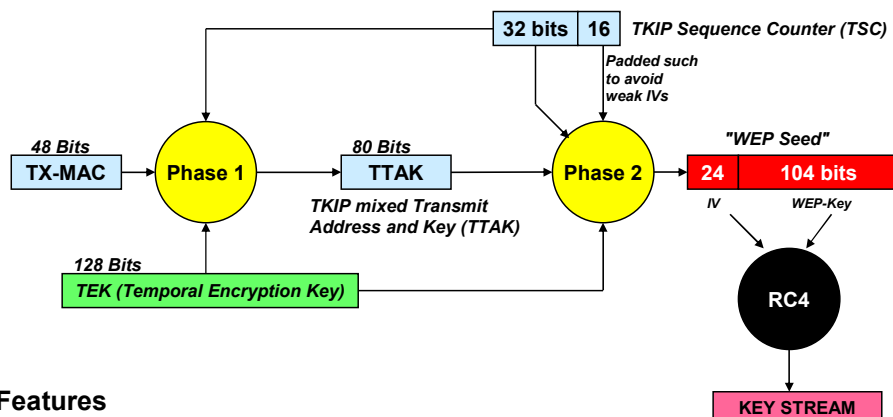 32 bits 16 TKIP Sequence Counter (TSC)
Padded such
to avoid
weak IVs
48 Bits
TX-MAC
Phase 1
80 Bits
TTAK
TKIP mixed Transmit
Address and Key (TTAK)
Phase 2
"WEP Seed"
24 104 bits
IV WEP-Key
128 Bits
TEK (Temporal Encryption Key)
RC4
Features
KEY STREAM